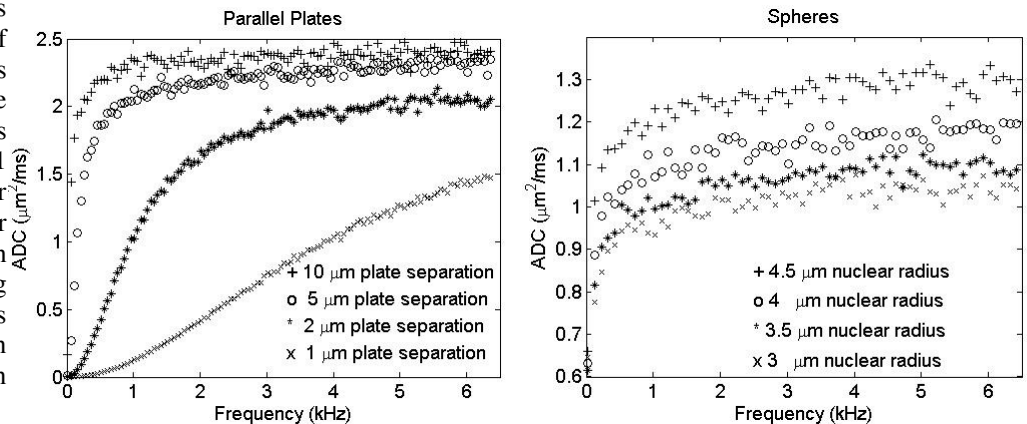 Parallel Plates
2.5
2
1.5
1
0.5
0
ADC (μm²/ms)
+ 10 μm plate separation
o 5 μm plate separation
* 2 μm plate separation
x 1 μm plate separation
0 1 2 3 4 5 6
Frequency (kHz)
Spheres
1.3
1.2
1.1
1.0
0.9
0.8
0.7
0.6
ADC (μm²/ms)
+ 4.5 μm nuclear radius
o 4 μm nuclear radius
* 3.5 μm nuclear radius
x 3 μm nuclear radius
0 1 2 3 4 5 6
Frequency (kHz)